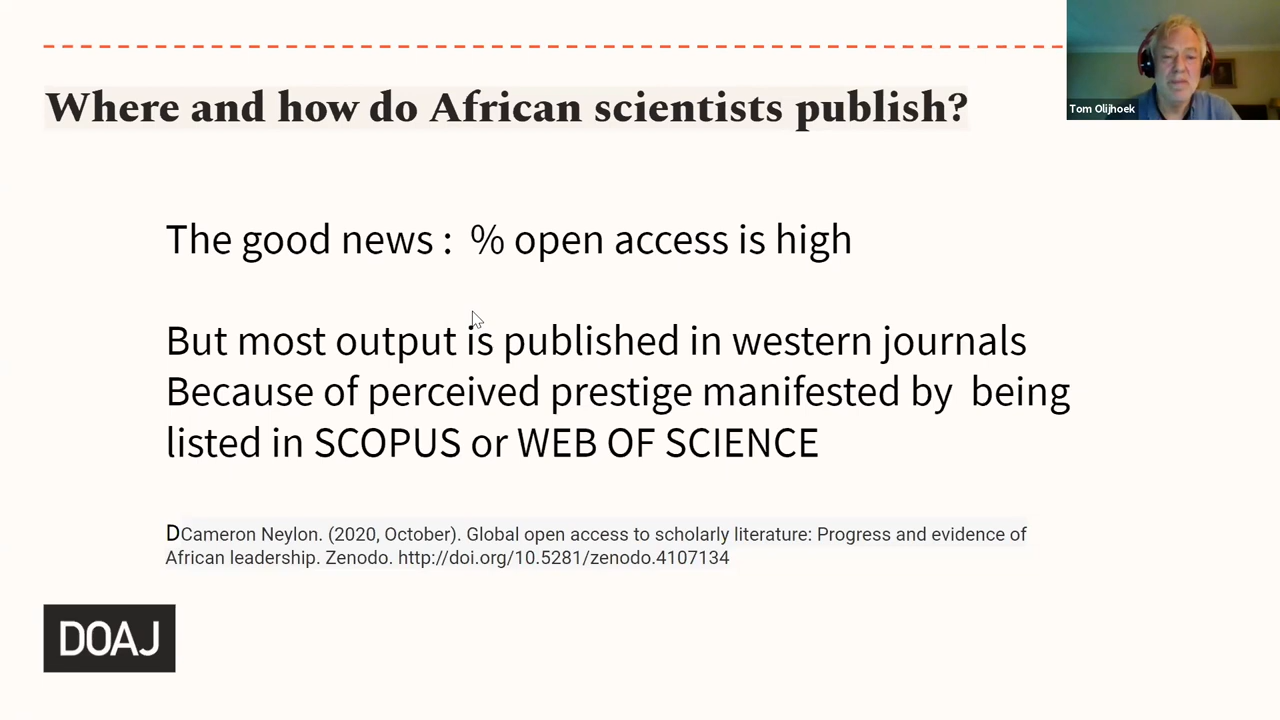 Where and how do African scientists publish?
Tom Olijhoek
The good news :  % open access is high
But most output is published in western journals
Because of perceived prestige manifested by  being
listed in SCOPUS or WEB OF SCIENCE
DCameron Neylon. (2020, October). Global open access to scholarly literature: Progress and evidence of
African leadership. Zenodo. http://doi.org/10.5281/zenodo.4107134
DOAJ